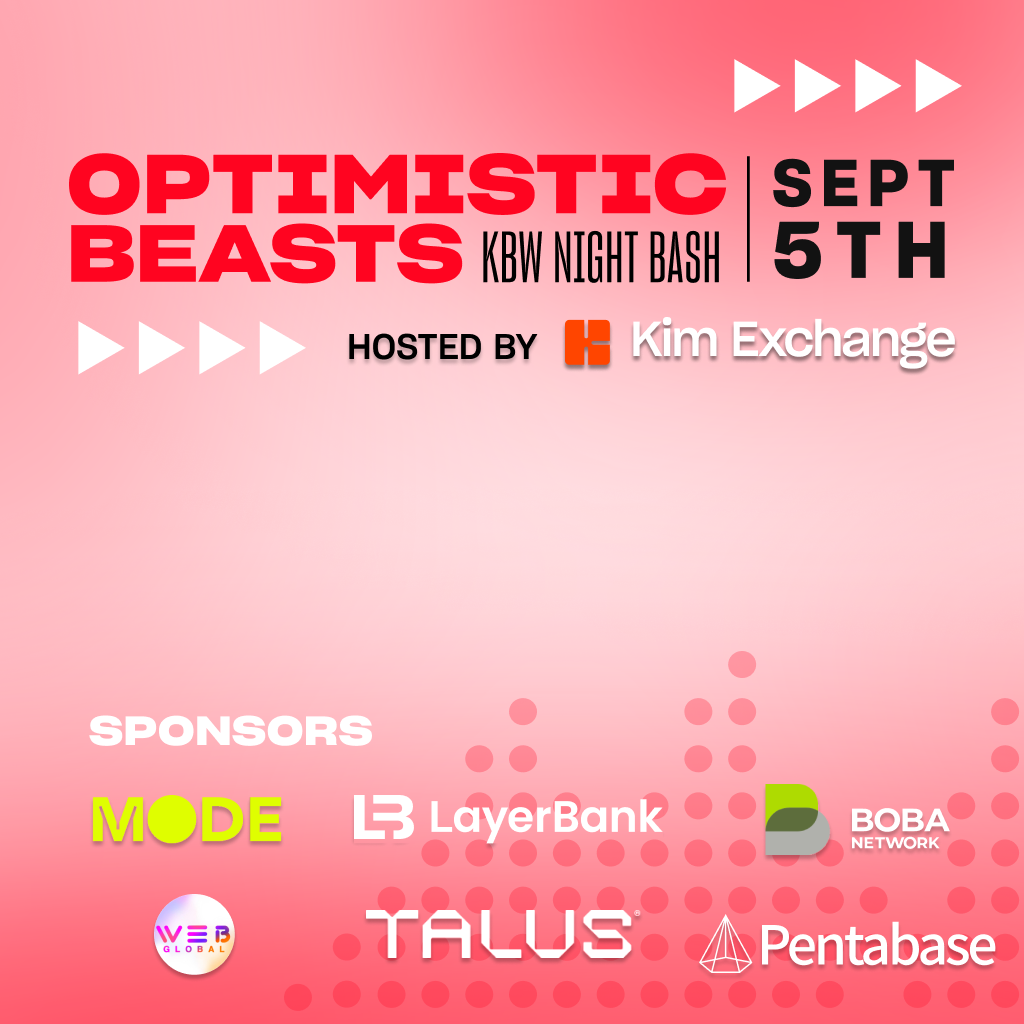 OPTIMISTIC
BEASTS KBW NIGHT BASH
SEPT
5TH
HOSTED BY Kim Exchange
SPONSORS
MODE
LB LayerBank
BOBA
NETWORK
WEB
GLOBAL
TALUS®
Pentabase